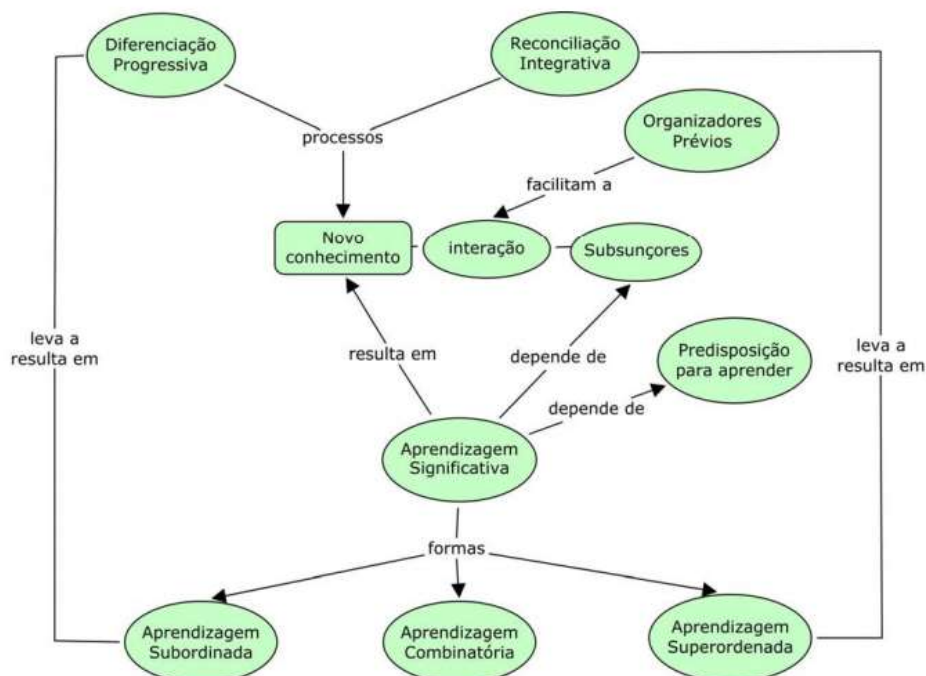 Diferenciação
Progressiva
Reconciliação
Integrativa
Organizadores
Prévios
processos
facilitam a
Novo
conhecimento
interação
Subsunçores
leva a
resulta em
resulta em
depende de
Predisposição
para aprender
leva a
resulta em
depende de
Aprendizagem
Significativa
formas
Aprendizagem
Subordinada
Aprendizagem
Combinatória
Aprendizagem
Superordenada